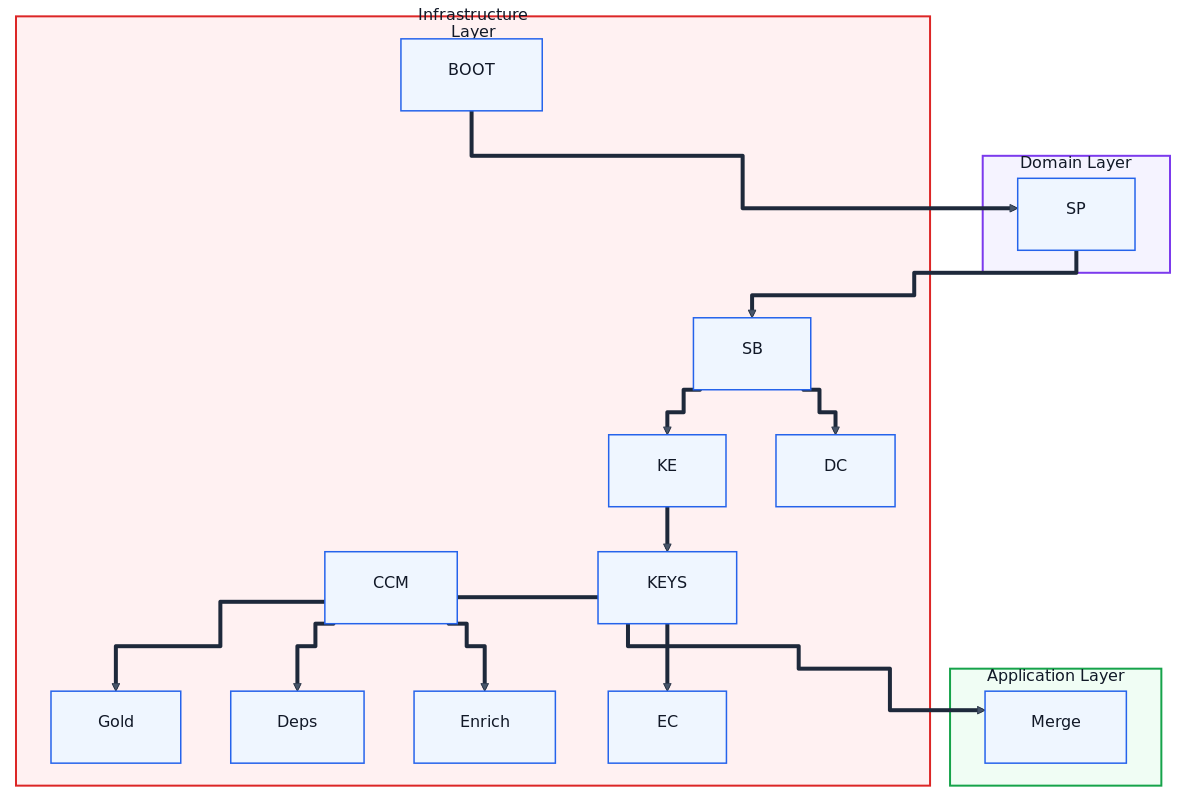 Infrastructure
Layer
BOOT
Domain Layer
SP
SB
KE
DC
CCM
KEYS
Application Layer
Gold
Deps
Enrich
EC
Merge